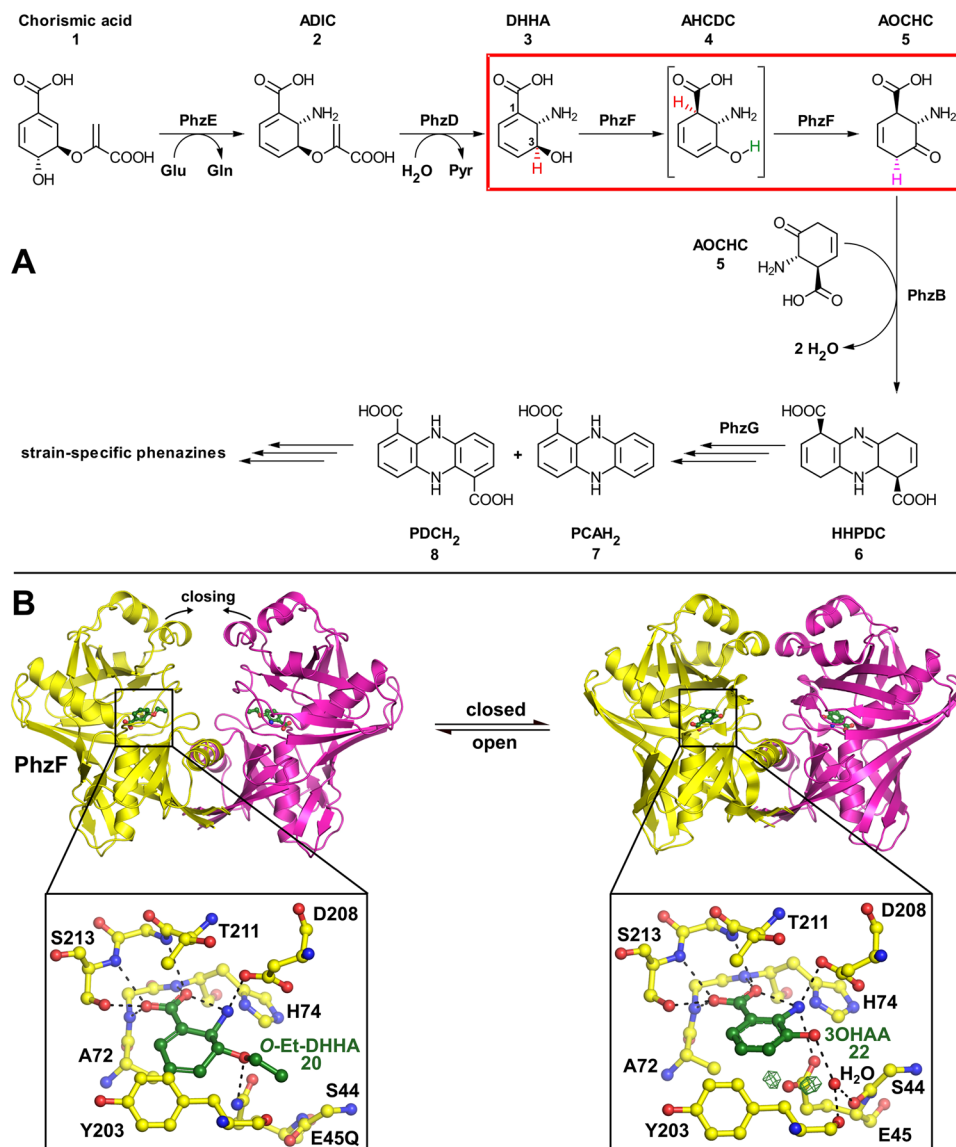 Chorismic acid
1
ADIC
2
DHHA
3
AHCDC
4
AOCHC
5
O OH
O COOH
OH
PhzE
Glu Gln
O OH
NH2
O COOH
PhzD
H2O Pyr
O OH
1
NH2
3
OH
H
PhzF
O OH
H
NH2
O H
PhzF
O OH
NH2
O
H
A
AOCHC
5
O
H2N
HO O
PhzB
2 H2O
strain-specific phenazines
HOOC
H
N
N
H
COOH
PDCH2
8
+
HOOC
H
N
N
H
PCAH2
7
PhzG
HOOC
N
N
H
COOH
HHPDC
6
B
closing
PhzF
closed
open
S213
T211
D208
H74
A72
O-Et-DHHA
20
S44
Y203
E45Q
S213
T211
D208
H74
A72
3OHAA
22
H2O
S44
Y203
E45